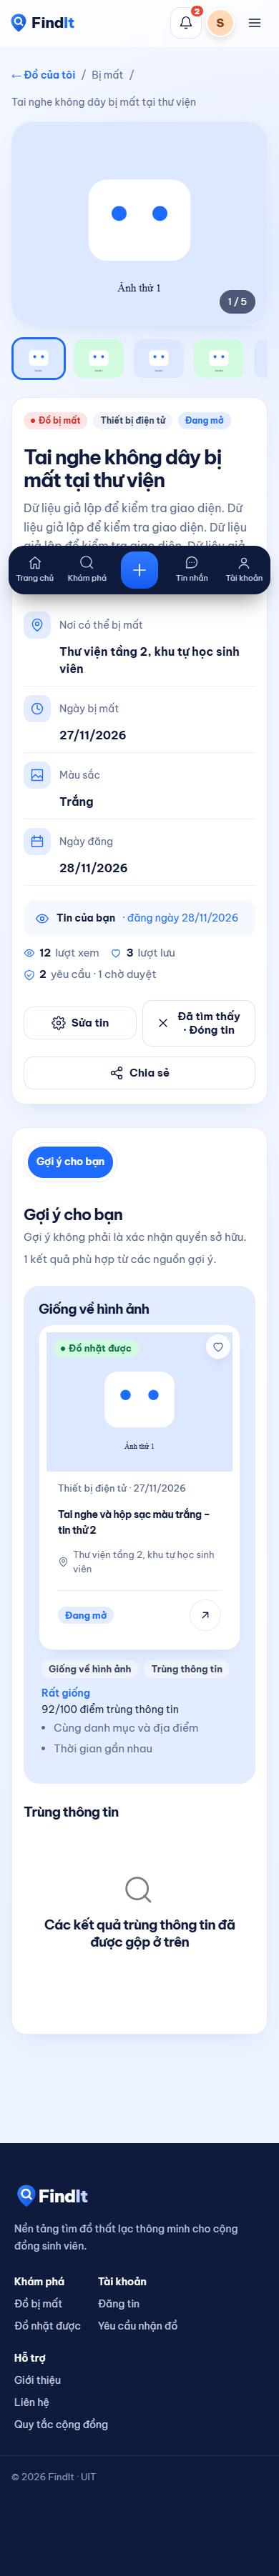 FindIt
2
S
← Đồ của tôi / Bị mất /
Tai nghe không dây bị mất tại thư viện
Ảnh thứ 1
1 / 5
Đồ bị mất
Thiết bị điện tử
Đang mở
Tai nghe không dây bị
mất tại thư viện
Dữ liệu giả lập để kiểm tra giao diện. Dữ
liệu giả lập để kiểm tra giao diện. Dữ liệu
Trang chủ
Khám phá
Tin nhắn
Tài khoản
Nơi có thể bị mất
Thư viện tầng 2, khu tự học sinh
viên
Ngày bị mất
27/11/2026
Màu sắc
Trắng
Ngày đăng
28/11/2026
Tin của bạn · đăng ngày 28/11/2026
12 lượt xem
3 lượt lưu
2 yêu cầu · 1 chờ duyệt
Sửa tin
Đã tìm thấy
· Đóng tin
Chia sẻ
Gợi ý cho bạn
Gợi ý cho bạn
Gợi ý không phải là xác nhận quyền sở hữu.
1 kết quả phù hợp từ các nguồn gợi ý.
Giống về hình ảnh
Đồ nhặt được
Ảnh thứ 1
Thiết bị điện tử · 27/11/2026
Tai nghe và hộp sạc màu trắng –
tin thứ 2
Thư viện tầng 2, khu tự học sinh
viên
Đang mở
Giống về hình ảnh
Trùng thông tin
Rất giống
92/100 điểm trùng thông tin
• Cùng danh mục và địa điểm
• Thời gian gần nhau
Trùng thông tin
Các kết quả trùng thông tin đã
được gộp ở trên
FindIt
Nền tảng tìm đồ thất lạc thông minh cho cộng
đồng sinh viên.
Khám phá
Đồ bị mất
Đồ nhặt được
Tài khoản
Đăng tin
Yêu cầu nhận đồ
Hỗ trợ
Giới thiệu
Liên hệ
Quy tắc cộng đồng
© 2026 FindIt · UIT